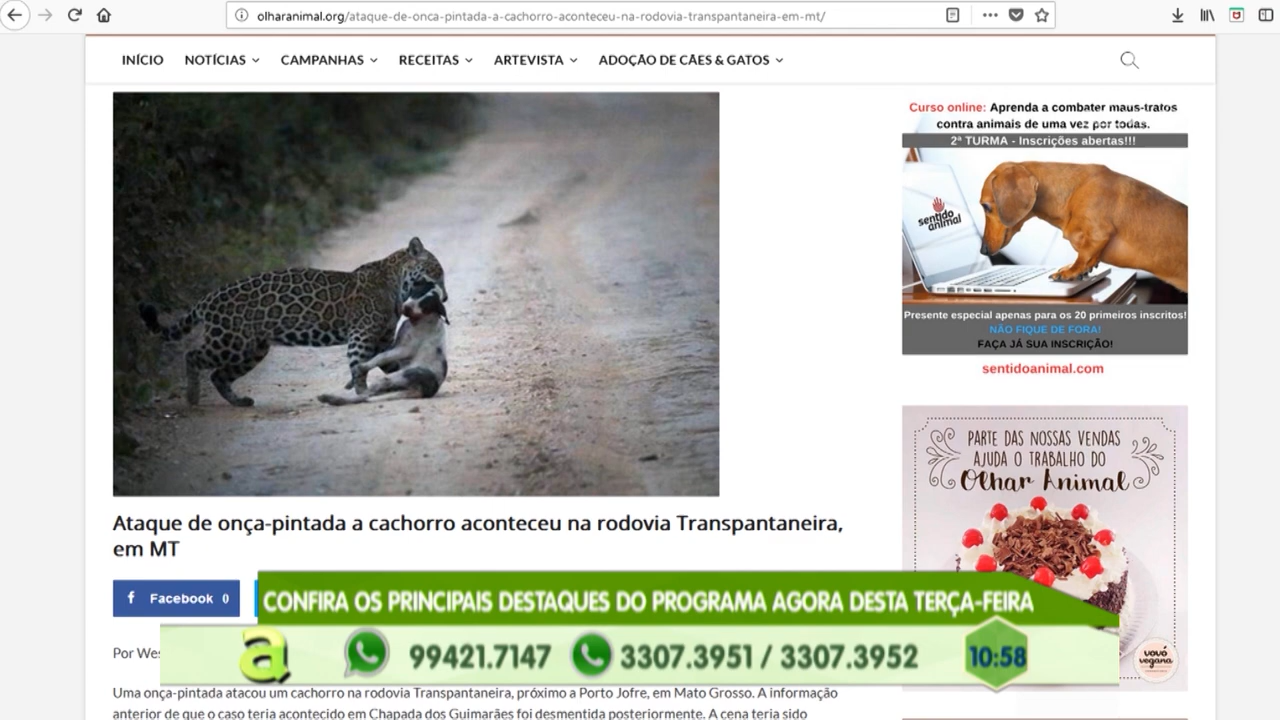 olharanimal.org/ataque-de-onca-pintada-a-cachorro-aconteceu-na-rodovia-transpantaneira-em-mt/
INÍCIO NOTÍCIAS CAMPANHAS RECEITAS ARTEVISTA ADOÇÃO DE CÃES & GATOS
Curso online: Aprenda a combater maus-tratos
contra animais de uma vez por todas.
2ª TURMA - Inscrições abertas!!!
sentido
animal
Presente especial apenas para os 20 primeiros inscritos!
NÃO FIQUE DE FORA!
FAÇA JÁ SUA INSCRIÇÃO!
sentidoanimal.com
PARTE DAS NOSSAS VENDAS
AJUDA O TRABALHO DO
Olhar Animal
vovó
vegana
Ataque de onça-pintada a cachorro aconteceu na rodovia Transpantaneira,
em MT
f Facebook 0
CONFIRA OS PRINCIPAIS DESTAQUES DO PROGRAMA AGORA DESTA TERÇA-FEIRA
a 99421.7147 3307.3951 / 3307.3952 10:58
Por
Uma onça-pintada atacou um cachorro na rodovia Transpantaneira, próximo a Porto Jofre, em Mato Grosso. A informação
anterior de que o caso teria acontecido em Chapada dos Guimarães foi desmentida posteriormente. A cena teria sido